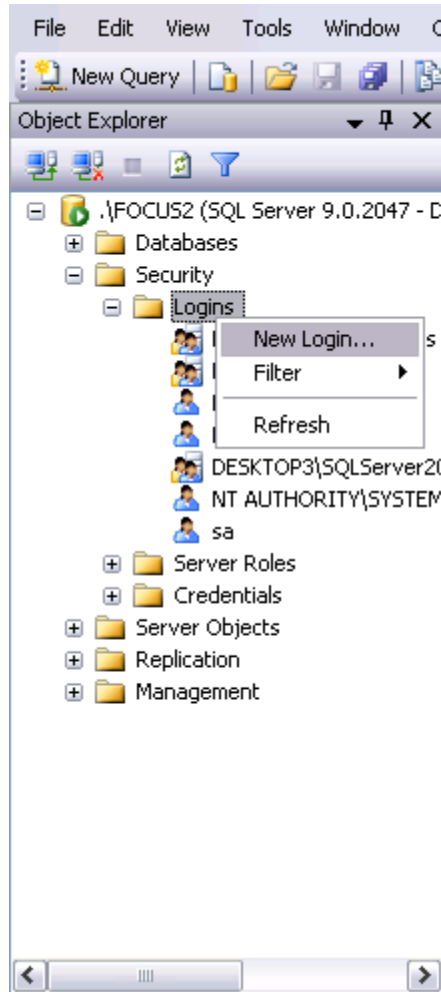 File Edit View Tools Window
New Query
Object Explorer
.\FOCUS2 (SQL Server 9.0.2047 - D
Databases
Security
Logins
New Login... s
Filter
Refresh
DESKTOP3\SQLServer20
NT AUTHORITY\SYSTEM
sa
Server Roles
Credentials
Server Objects
Replication
Management